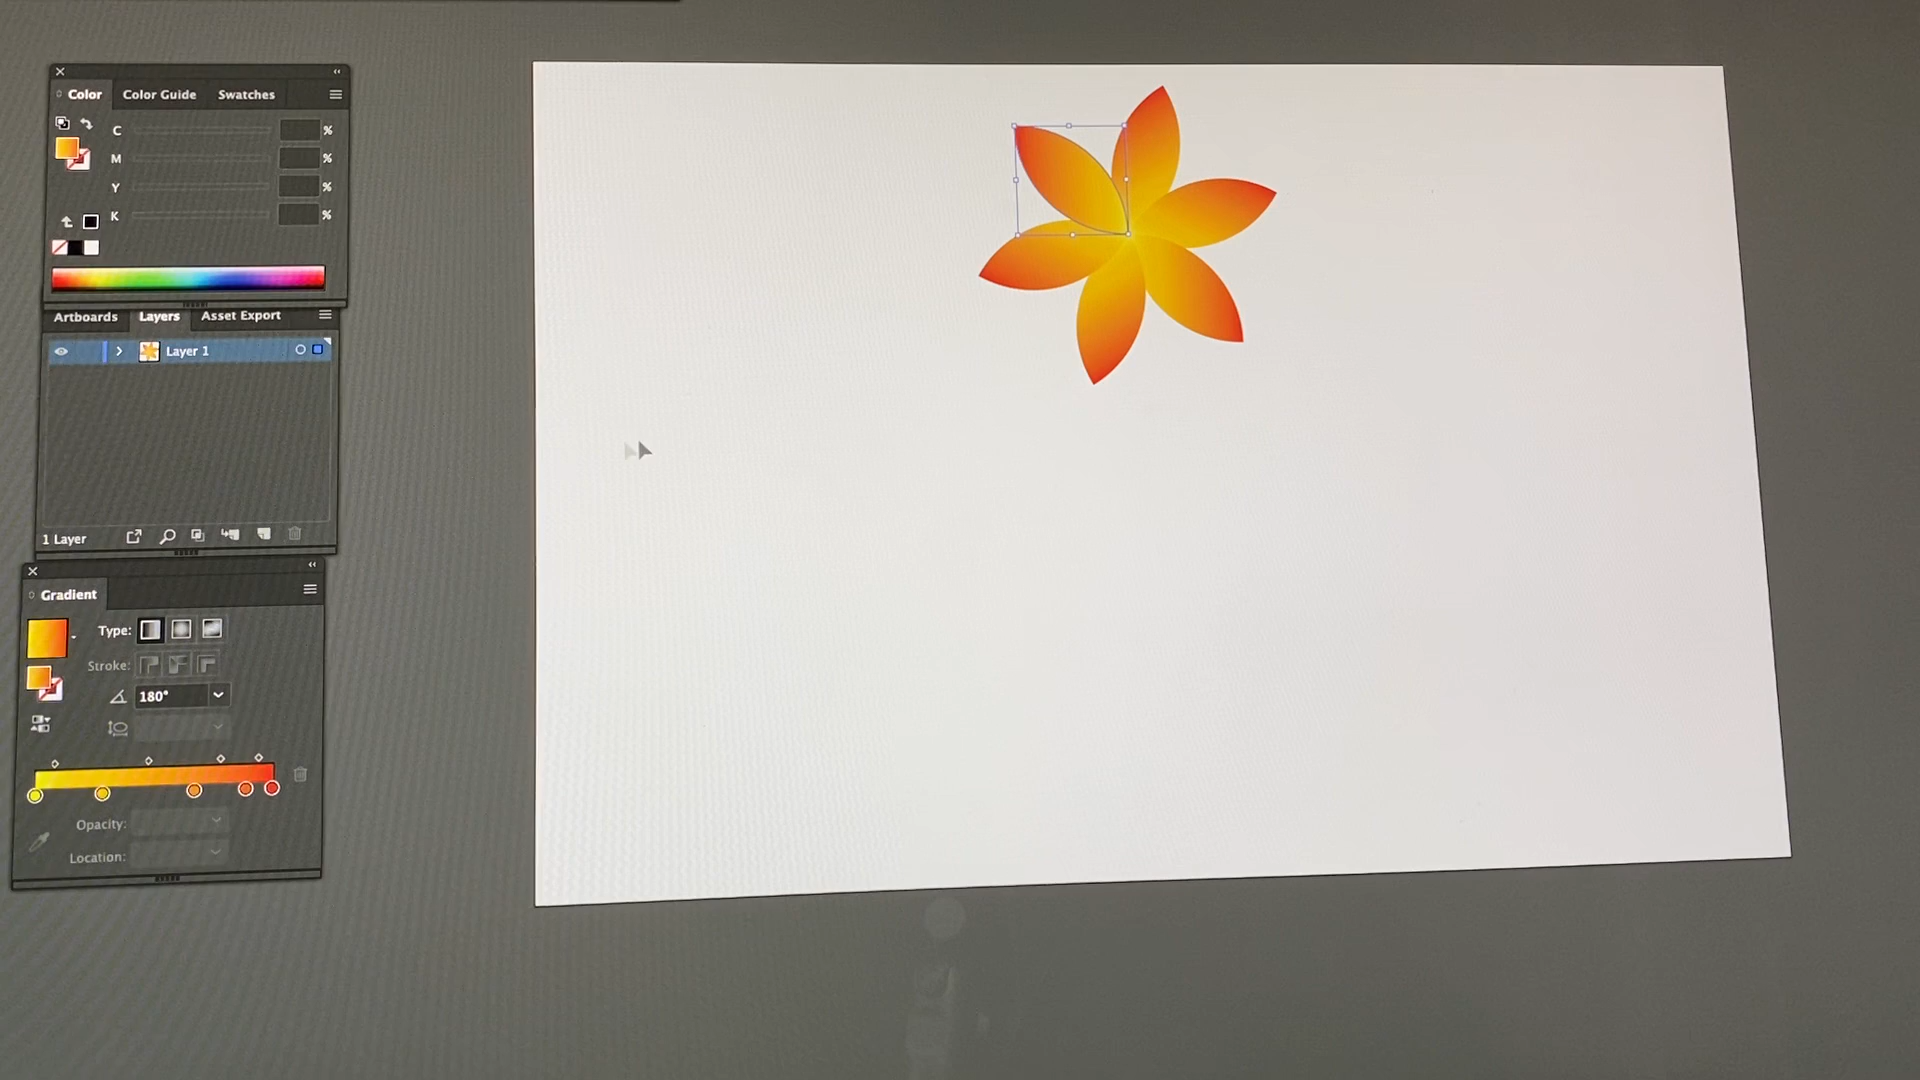 Color Color Guide Swatches
C %
M %
Y %
K %
Artboards Layers Asset Export
Layer 1
1 Layer
Gradient
Type:
Stroke:
180°
Opacity:
Location: